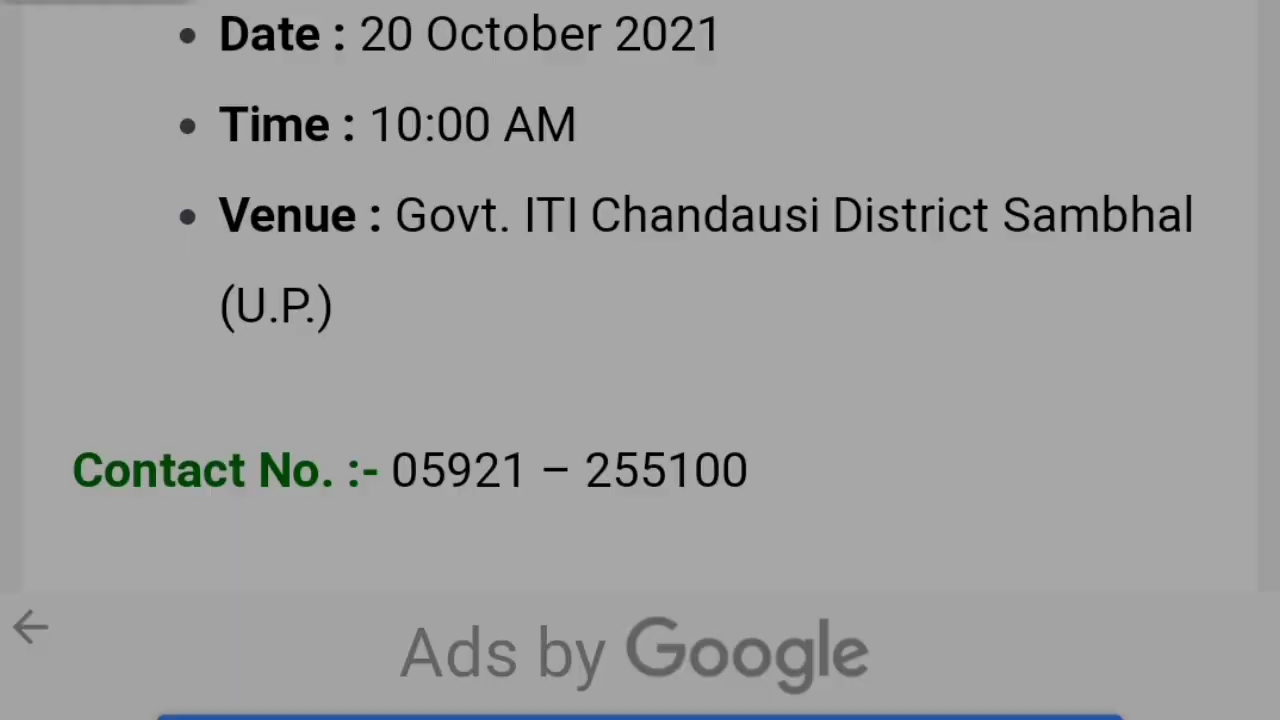 Date : 20 October 2021
Time : 10:00 AM
Venue : Govt. ITI Chandausi District Sambhal
(U.P.)
Contact No. :- 05921 – 255100
Ads by Google